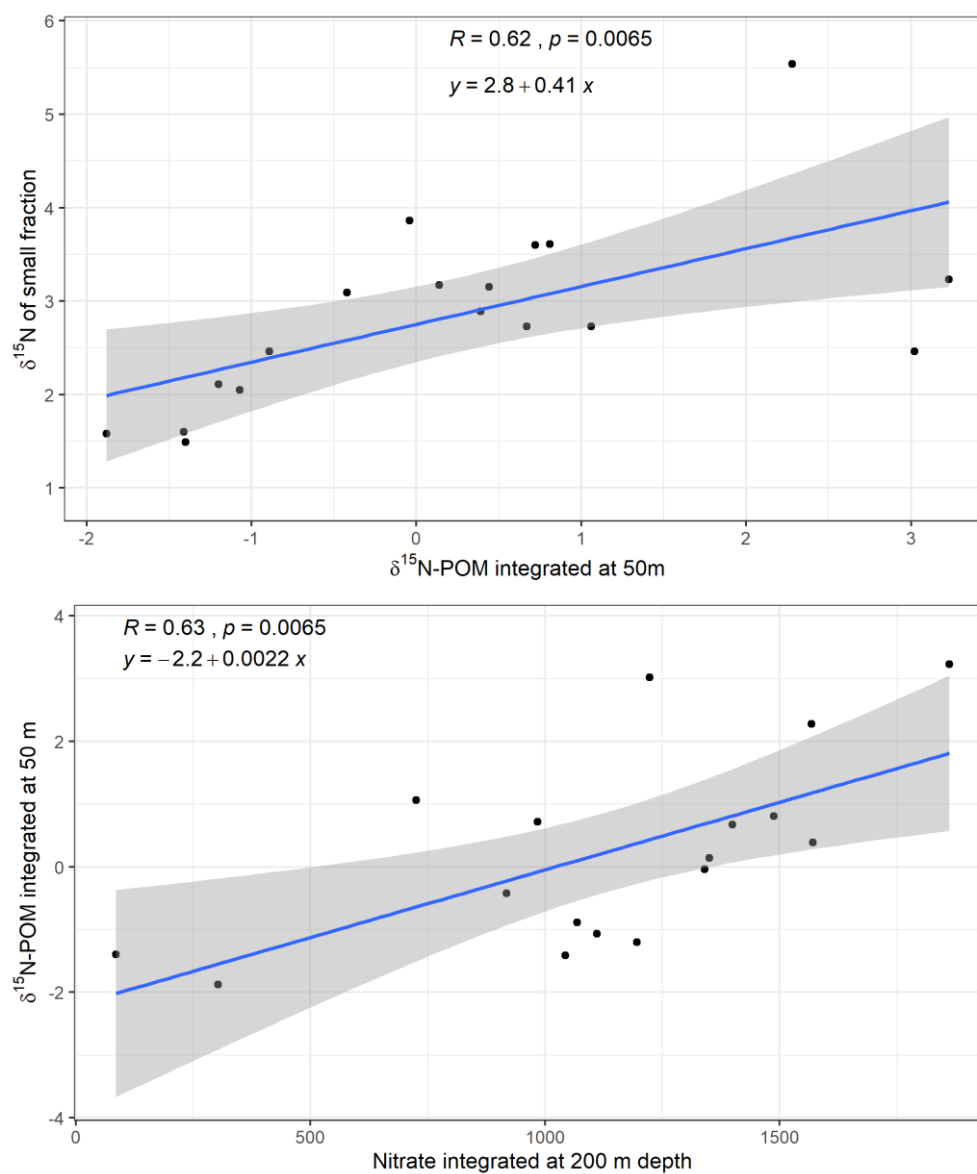 R = 0.62 , p = 0.0065
y = 2.8 + 0.41 x
6
5
4
3
2
1
δ¹⁵N of small fraction
-2 -1 0 1 2 3
δ¹⁵N-POM integrated at 50m
R = 0.63 , p = 0.0065
y = −2.2 + 0.0022 x
4
2
0
-2
-4
δ¹⁵N-POM integrated at 50 m
0 500 1000 1500
Nitrate integrated at 200 m depth